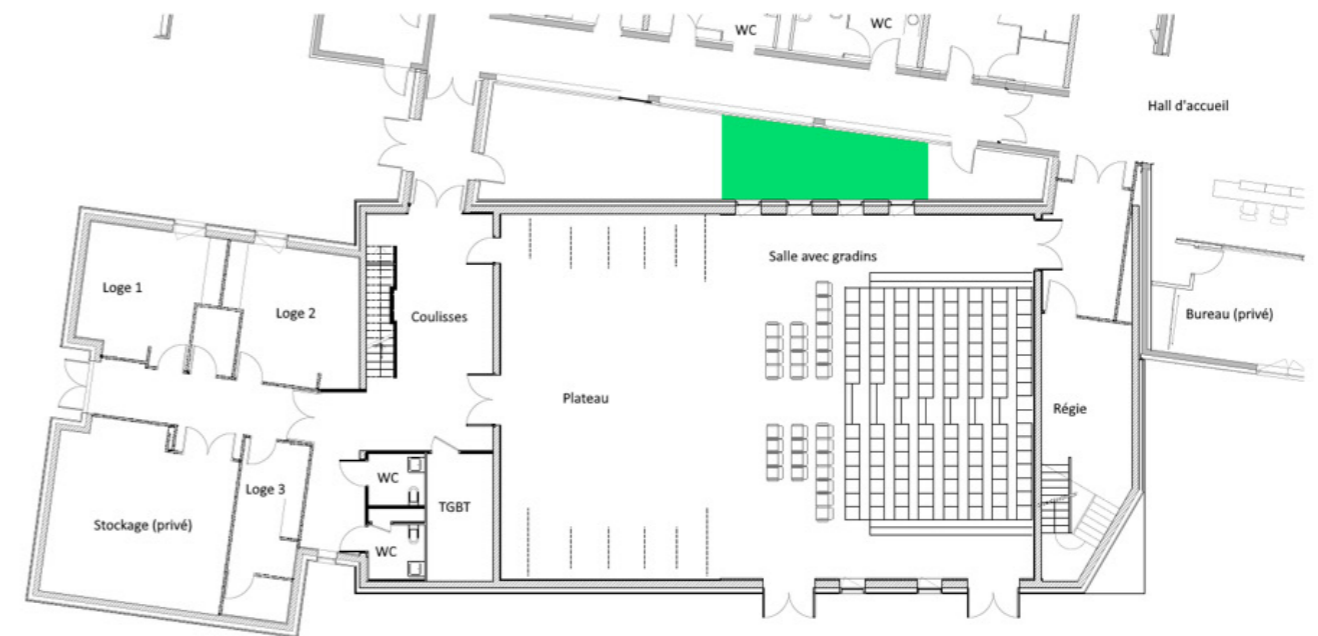 WC
WC
Hall d'accueil
Salle avec gradins
Loge 1
Loge 2
Coulisses
Bureau (privé)
Plateau
Régie
WC
Loge 3
TGBT
Stockage (privé)
WC